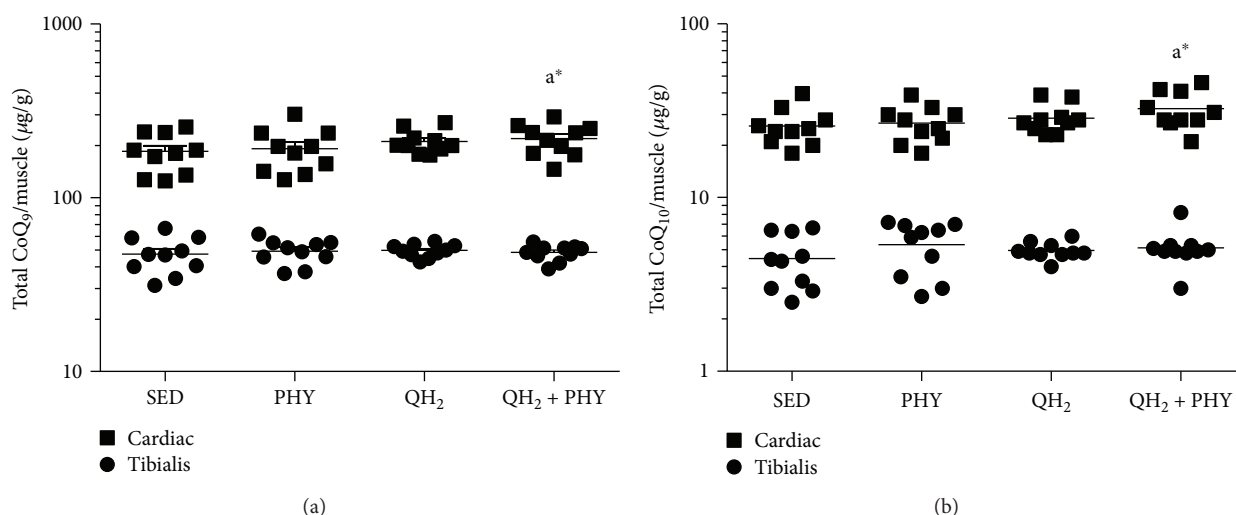 1000
100
10
Total CoQ₉/muscle (μg/g)
a*
SED PHY QH₂ QH₂ + PHY
Cardiac
Tibialis
(a)
100
10
1
Total CoQ₁₀/muscle (μg/g)
a*
SED PHY QH₂ QH₂ + PHY
Cardiac
Tibialis
(b)